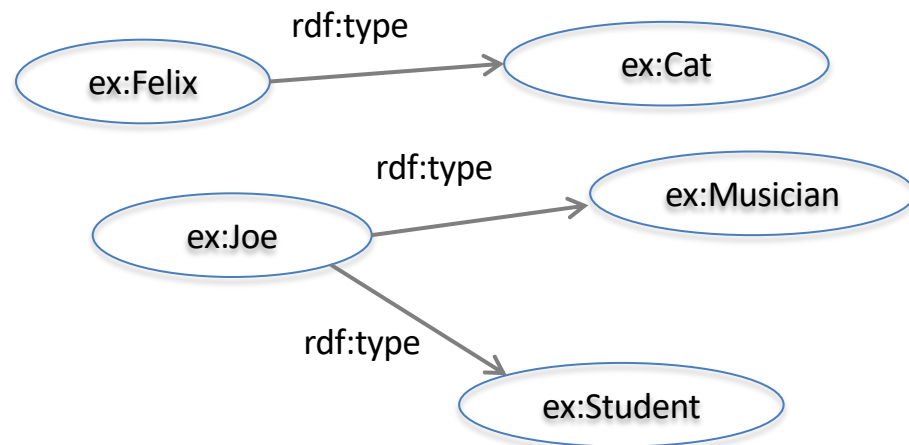 rdf:type
ex:Felix
ex:Cat
rdf:type
ex:Musician
ex:Joe
rdf:type
ex:Student